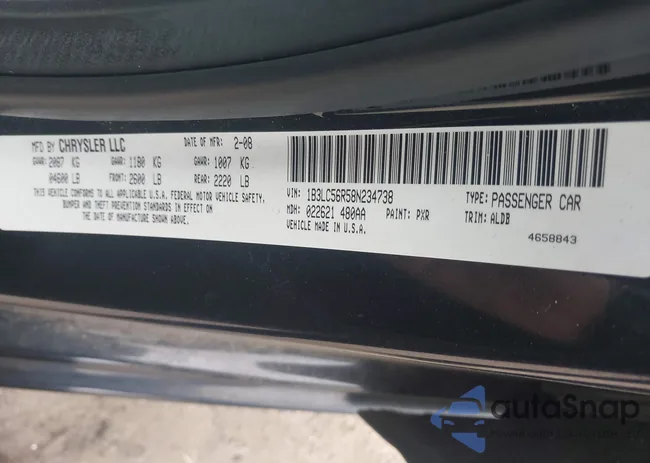 MFD BY CHRYSLER LLC DATE OF MFR: 2-08
GAWR: 2087 KG GAWR: 1180 KG GAWR: 1007 KG
04600 LB FRONT: 2600 LB REAR: 2220 LB
THIS VEHICLE CONFORMS TO ALL APPLICABLE U.S.A. FEDERAL MOTOR VEHICLE SAFETY,
BUMPER AND THEFT PREVENTION STANDARDS IN EFFECT ON
THE DATE OF MANUFACTURE SHOWN ABOVE.
VIN: 1B3LC56R58N234738 TYPE: PASSENGER CAR
MDH: 022621 480AA PAINT: PXR TRIM: ALDB
VEHICLE MADE IN U.S.A. 4658843
autoSnap